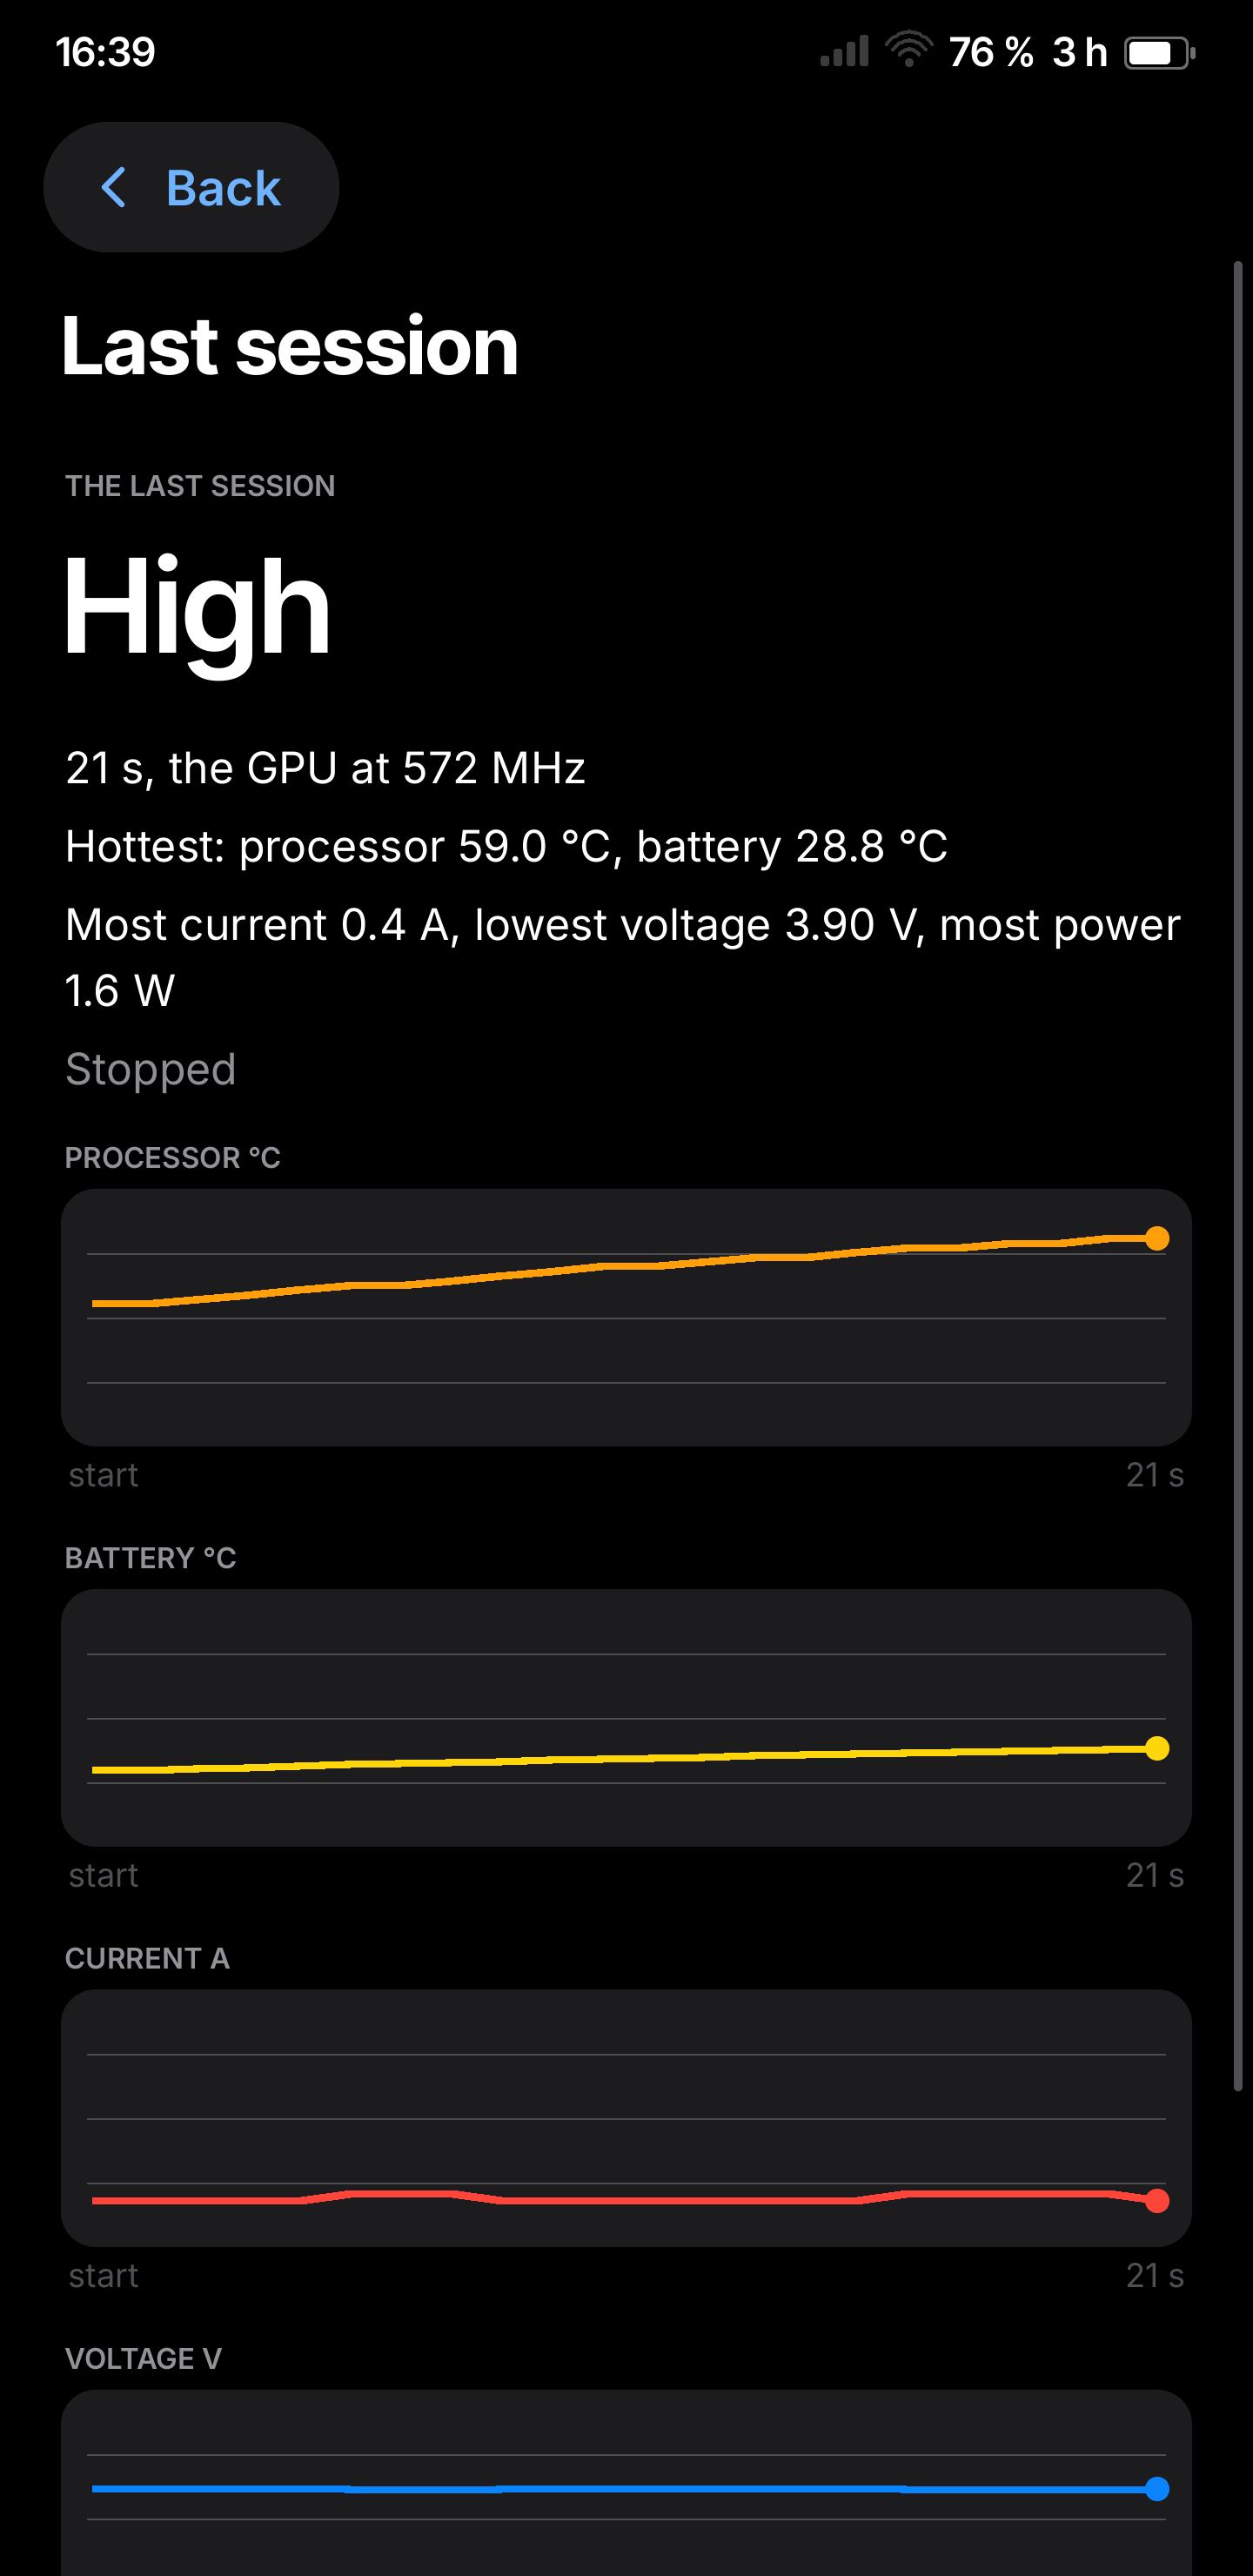 16:39
76 % 3 h
Back
Last session
THE LAST SESSION
High
21 s, the GPU at 572 MHz
Hottest: processor 59.0 °C, battery 28.8 °C
Most current 0.4 A, lowest voltage 3.90 V, most power
1.6 W
Stopped
PROCESSOR °C
start 21 s
BATTERY °C
start 21 s
CURRENT A
start 21 s
VOLTAGE V